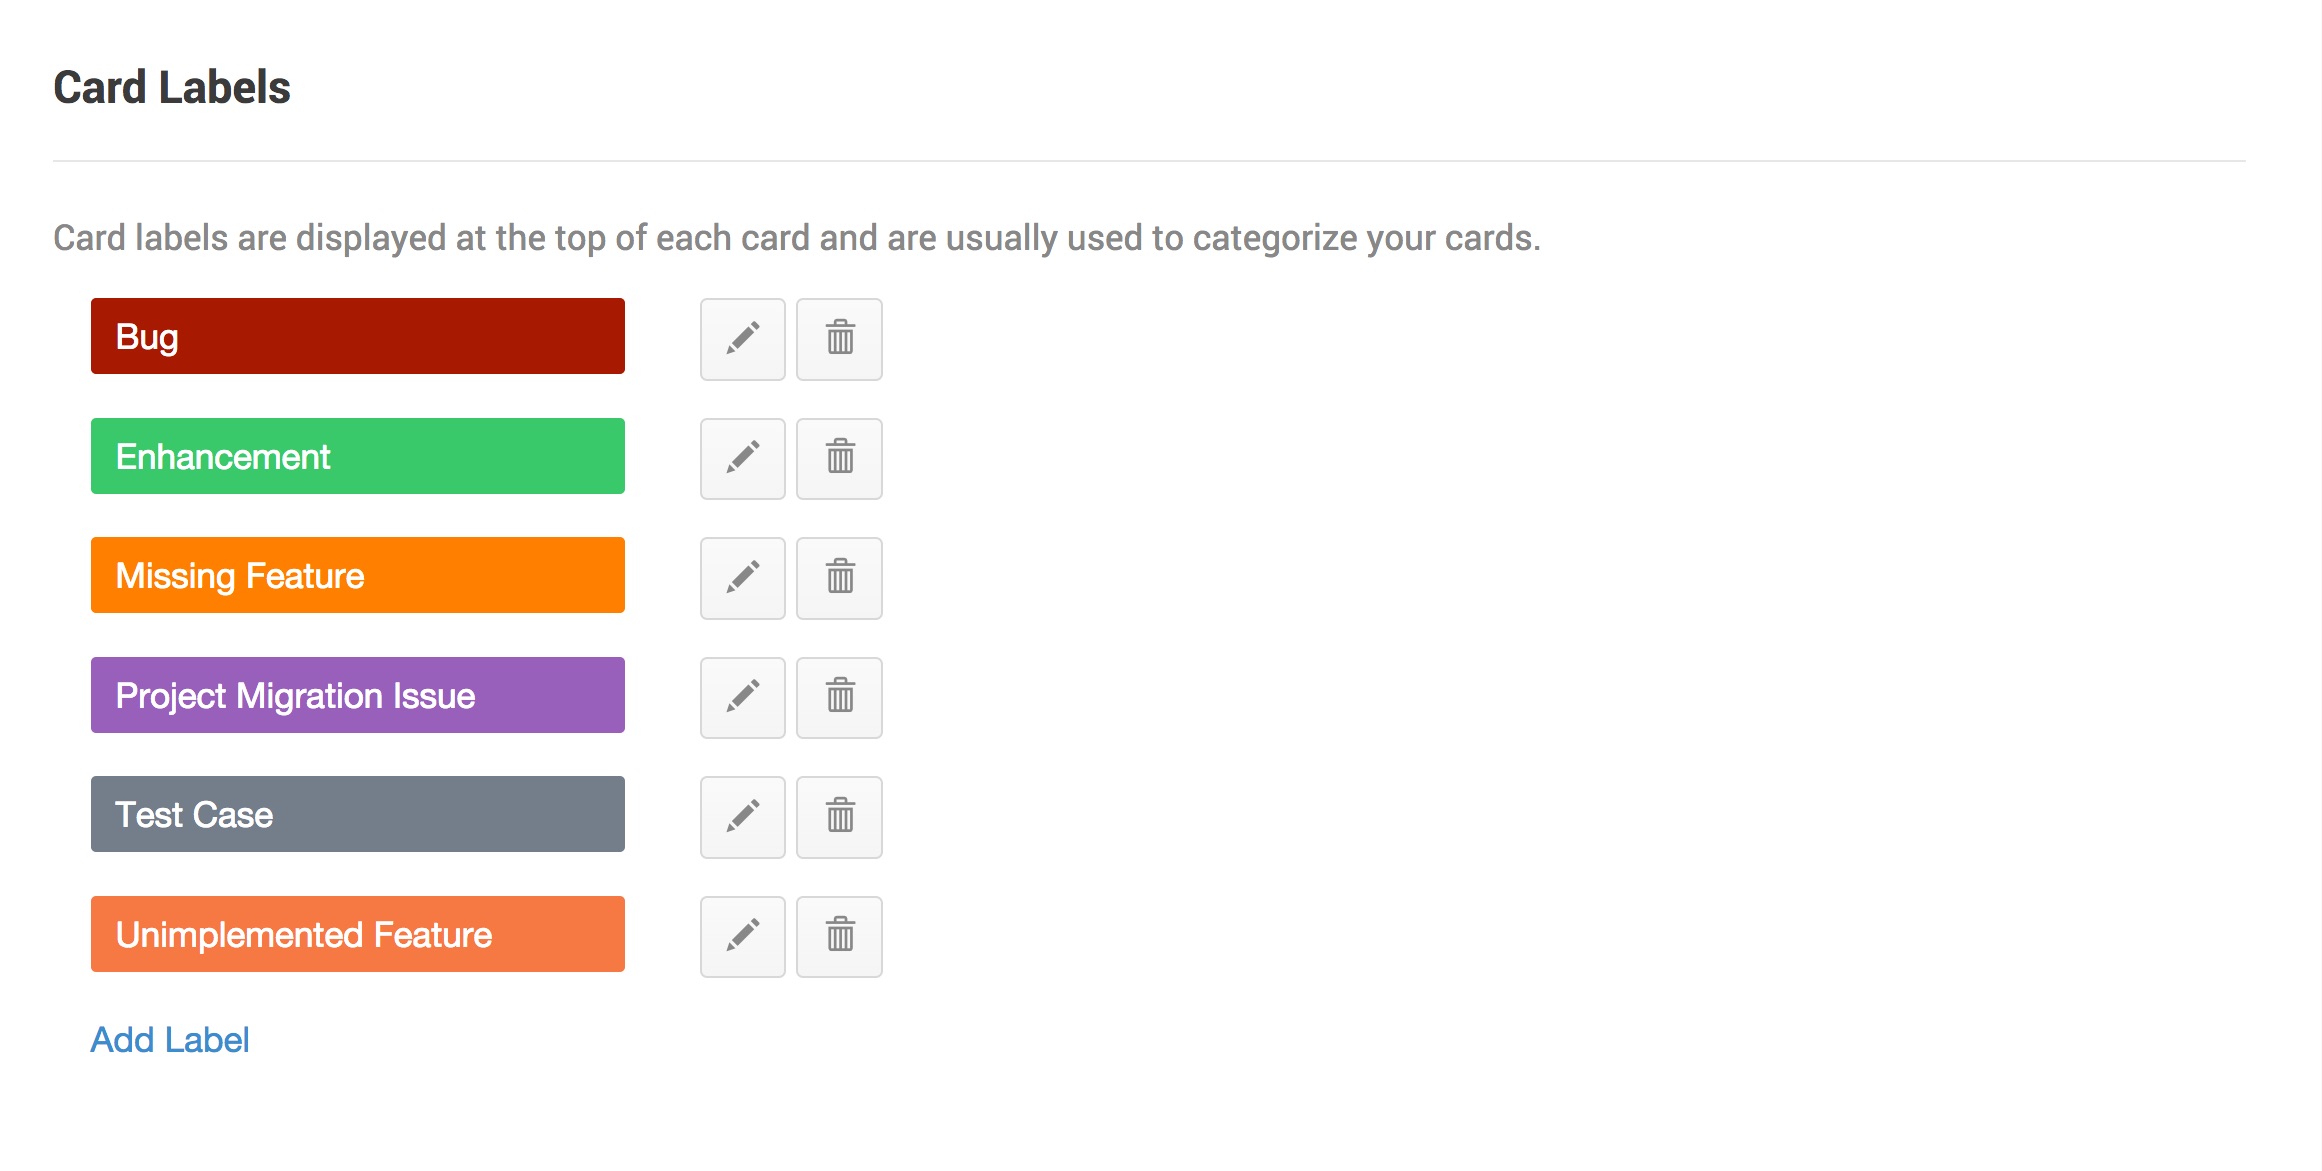 Card Labels
Card labels are displayed at the top of each card and are usually used to categorize your cards.
Bug
Enhancement
Missing Feature
Project Migration Issue
Test Case
Unimplemented Feature
Add Label